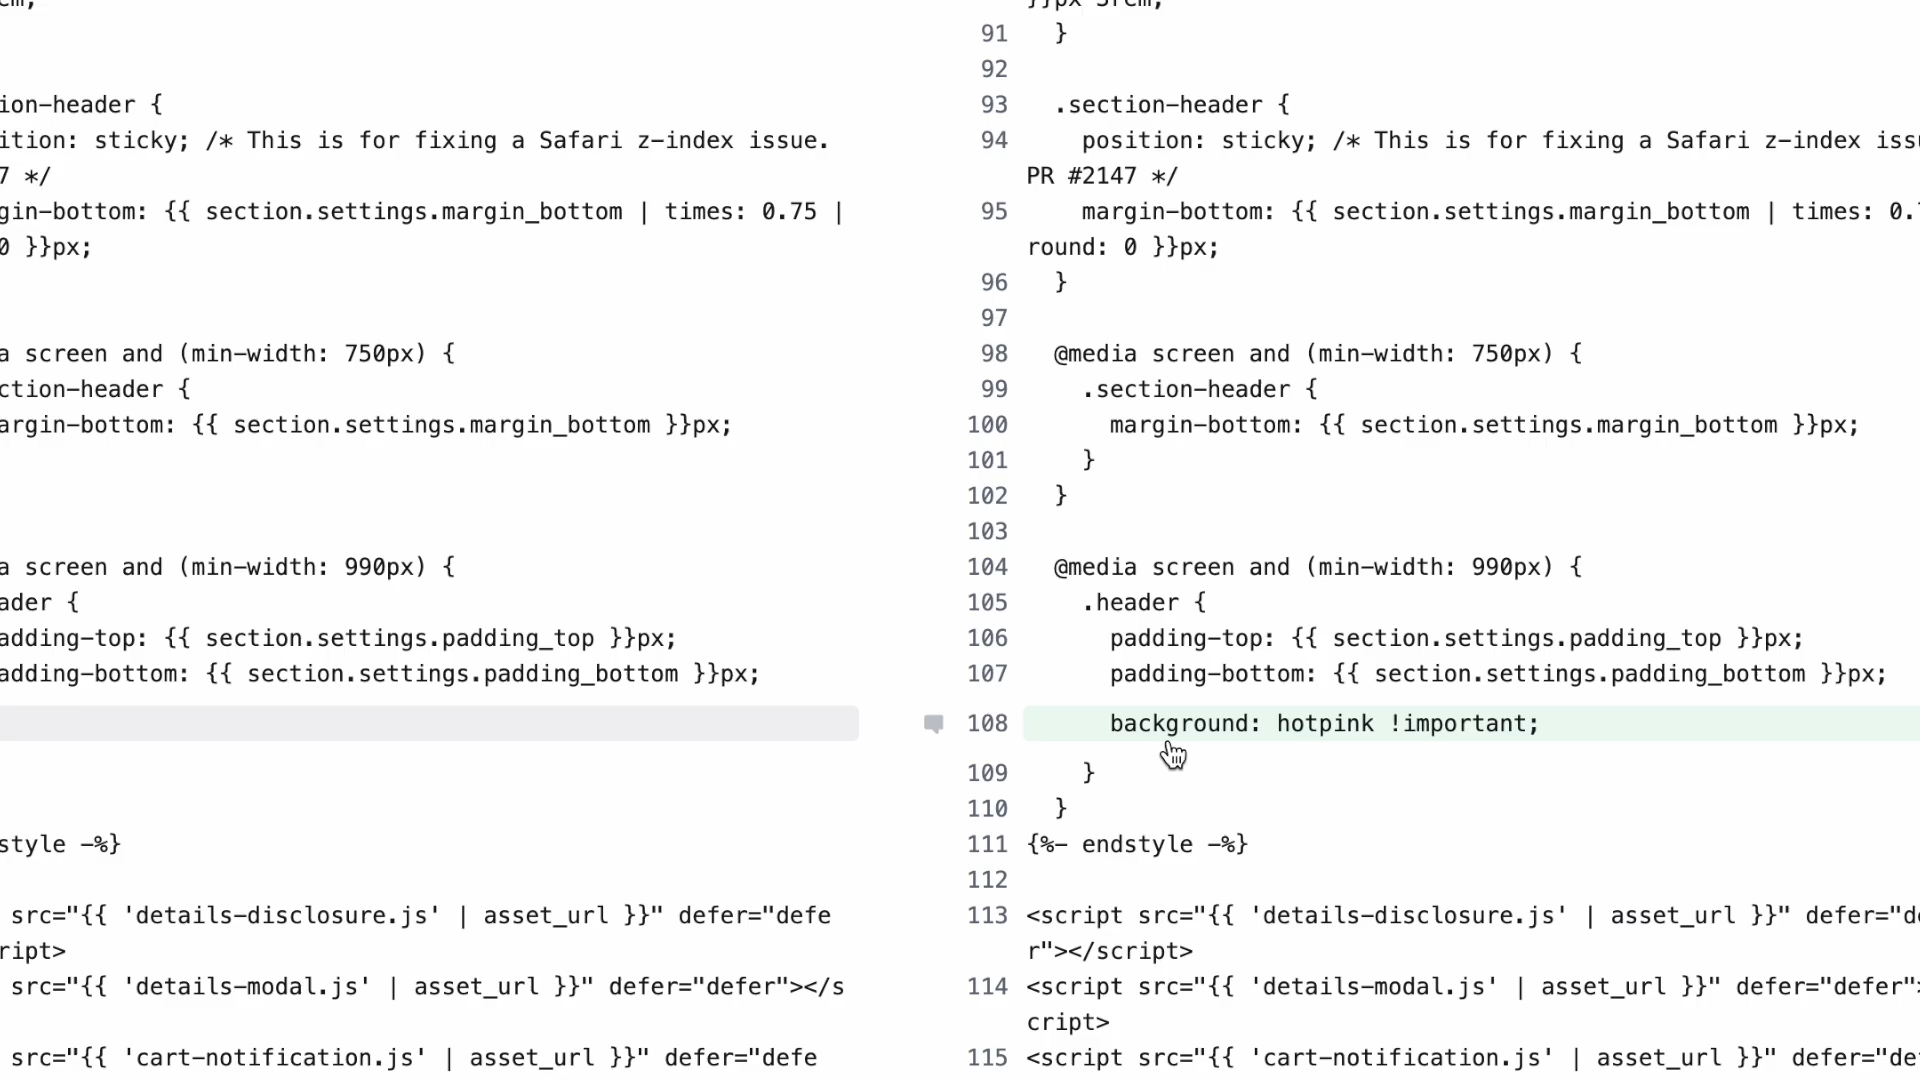 ion-header {
ition: sticky; /* This is for fixing a Safari z-index issue.
7 */
gin-bottom: {{ section.settings.margin_bottom | times: 0.75 |
0 }}px;
a screen and (min-width: 750px) {
ction-header {
argin-bottom: {{ section.settings.margin_bottom }}px;
a screen and (min-width: 990px) {
ader {
adding-top: {{ section.settings.padding_top }}px;
adding-bottom: {{ section.settings.padding_bottom }}px;
style -%}
src="{{ 'details-disclosure.js' | asset_url }}" defer="defe
ript>
src="{{ 'details-modal.js' | asset_url }}" defer="defer"></s
src="{{ 'cart-notification.js' | asset_url }}" defer="defe
91 }
92
93 .section-header {
94 position: sticky; /* This is for fixing a Safari z-index iss
PR #2147 */
95 margin-bottom: {{ section.settings.margin_bottom | times: 0.
round: 0 }}px;
96 }
97
98 @media screen and (min-width: 750px) {
99 .section-header {
100 margin-bottom: {{ section.settings.margin_bottom }}px;
101 }
102 }
103
104 @media screen and (min-width: 990px) {
105 .header {
106 padding-top: {{ section.settings.padding_top }}px;
107 padding-bottom: {{ section.settings.padding_bottom }}px;
108 background: hotpink !important;
109 }
110 }
111 {%- endstyle -%}
112
113 <script src="{{ 'details-disclosure.js' | asset_url }}" defer="d
r"></script>
114 <script src="{{ 'details-modal.js' | asset_url }}" defer="defer"
cript>
115 <script src="{{ 'cart-notification.js' | asset_url }}" defer="de